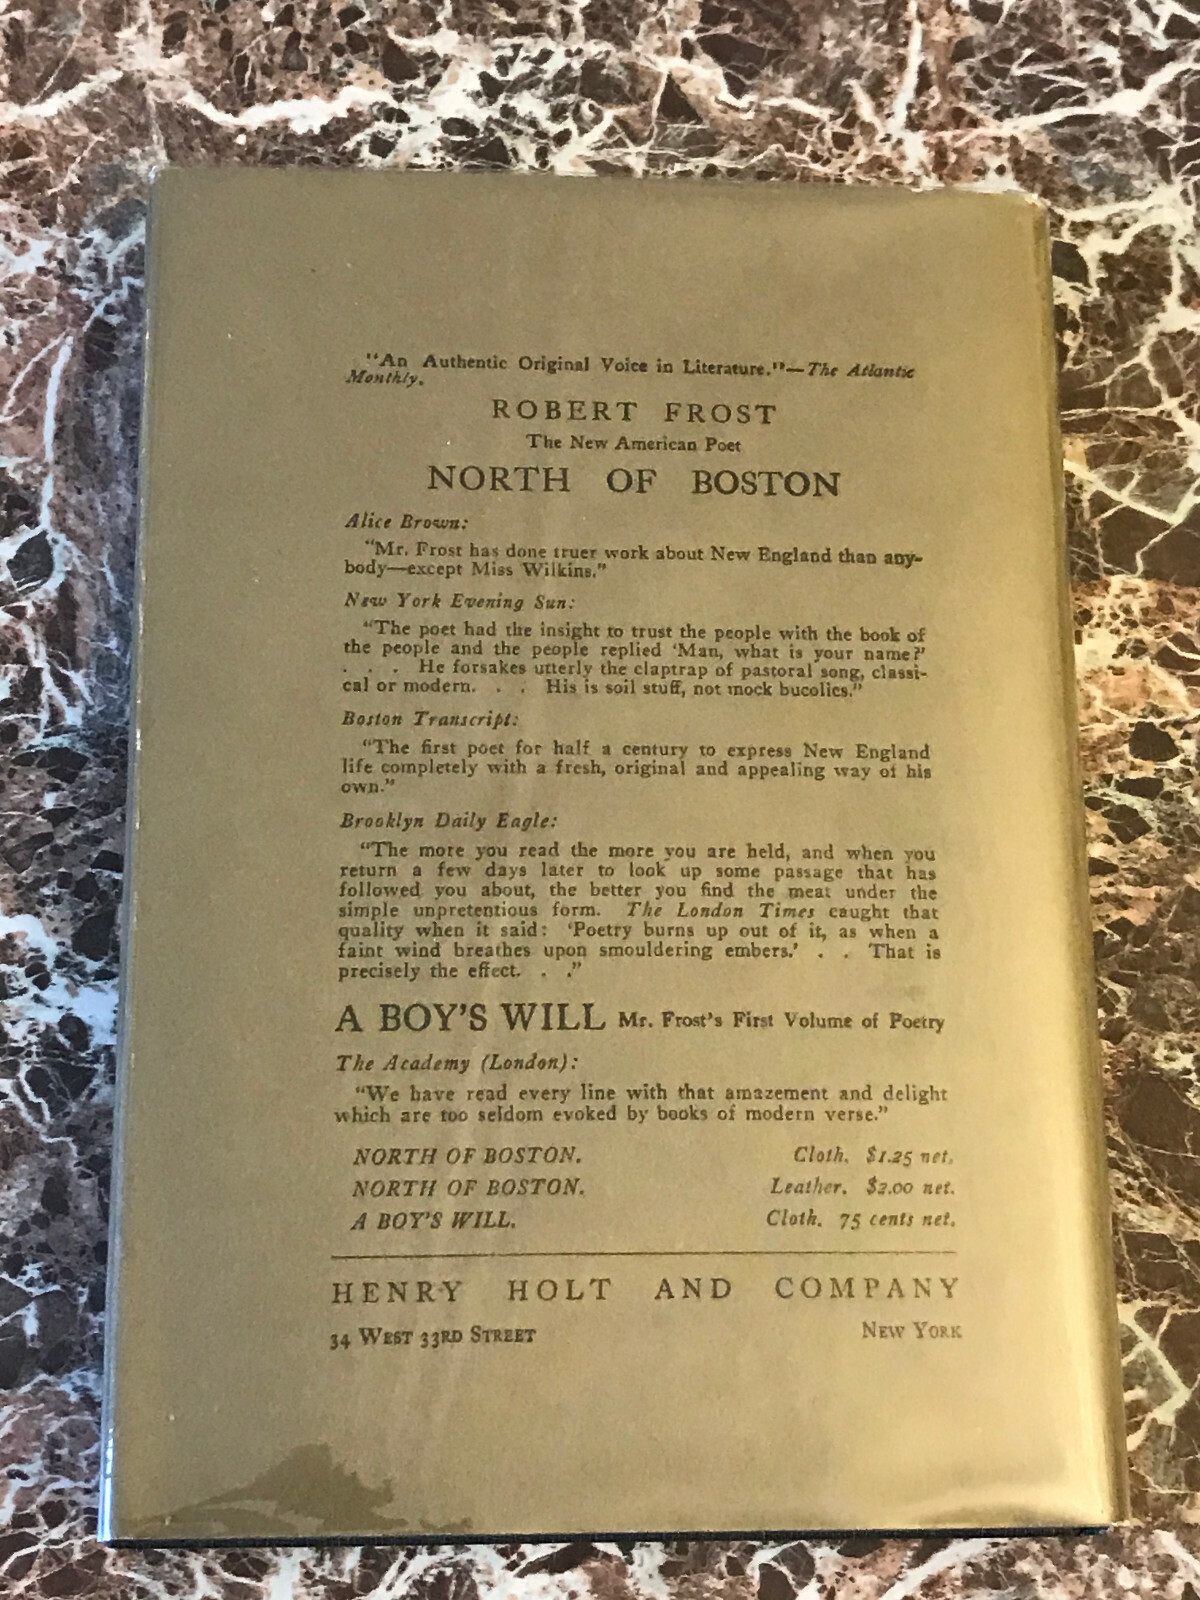 "An Authentic Original Voice in Literature."—The Atlantic
Monthly.
ROBERT FROST
The New American Poet
NORTH OF BOSTON
Alice Brown:
"Mr. Frost has done truer work about New England than any-
body—except Miss Wilkins."
New York Evening Sun:
"The poet had the insight to trust the people with the book of
the people and the people replied 'Man, what is your name?'
. . . He forsakes utterly the claptrap of pastoral song, classi-
cal or modern. . . His is soil stuff, not mock bucolics."
Boston Transcript:
"The first poet for half a century to express New England
life completely with a fresh, original and appealing way of his
own."
Brooklyn Daily Eagle:
"The more you read the more you are held, and when you
return a few days later to look up some passage that has
followed you about, the better you find the meat under the
simple unpretentious form. The London Times caught that
quality when it said: 'Poetry burns up out of it, as when a
faint wind breathes upon smouldering embers.' . . That is
precisely the effect. . ."
A BOY'S WILL Mr. Frost's First Volume of Poetry
The Academy (London):
"We have read every line with that amazement and delight
which are too seldom evoked by books of modern verse."
NORTH OF BOSTON. Cloth. $1.25 net.
NORTH OF BOSTON. Leather. $2.00 net.
A BOY'S WILL. Cloth. 75 cents net.
HENRY HOLT AND COMPANY
34 WEST 33RD STREET NEW YORK